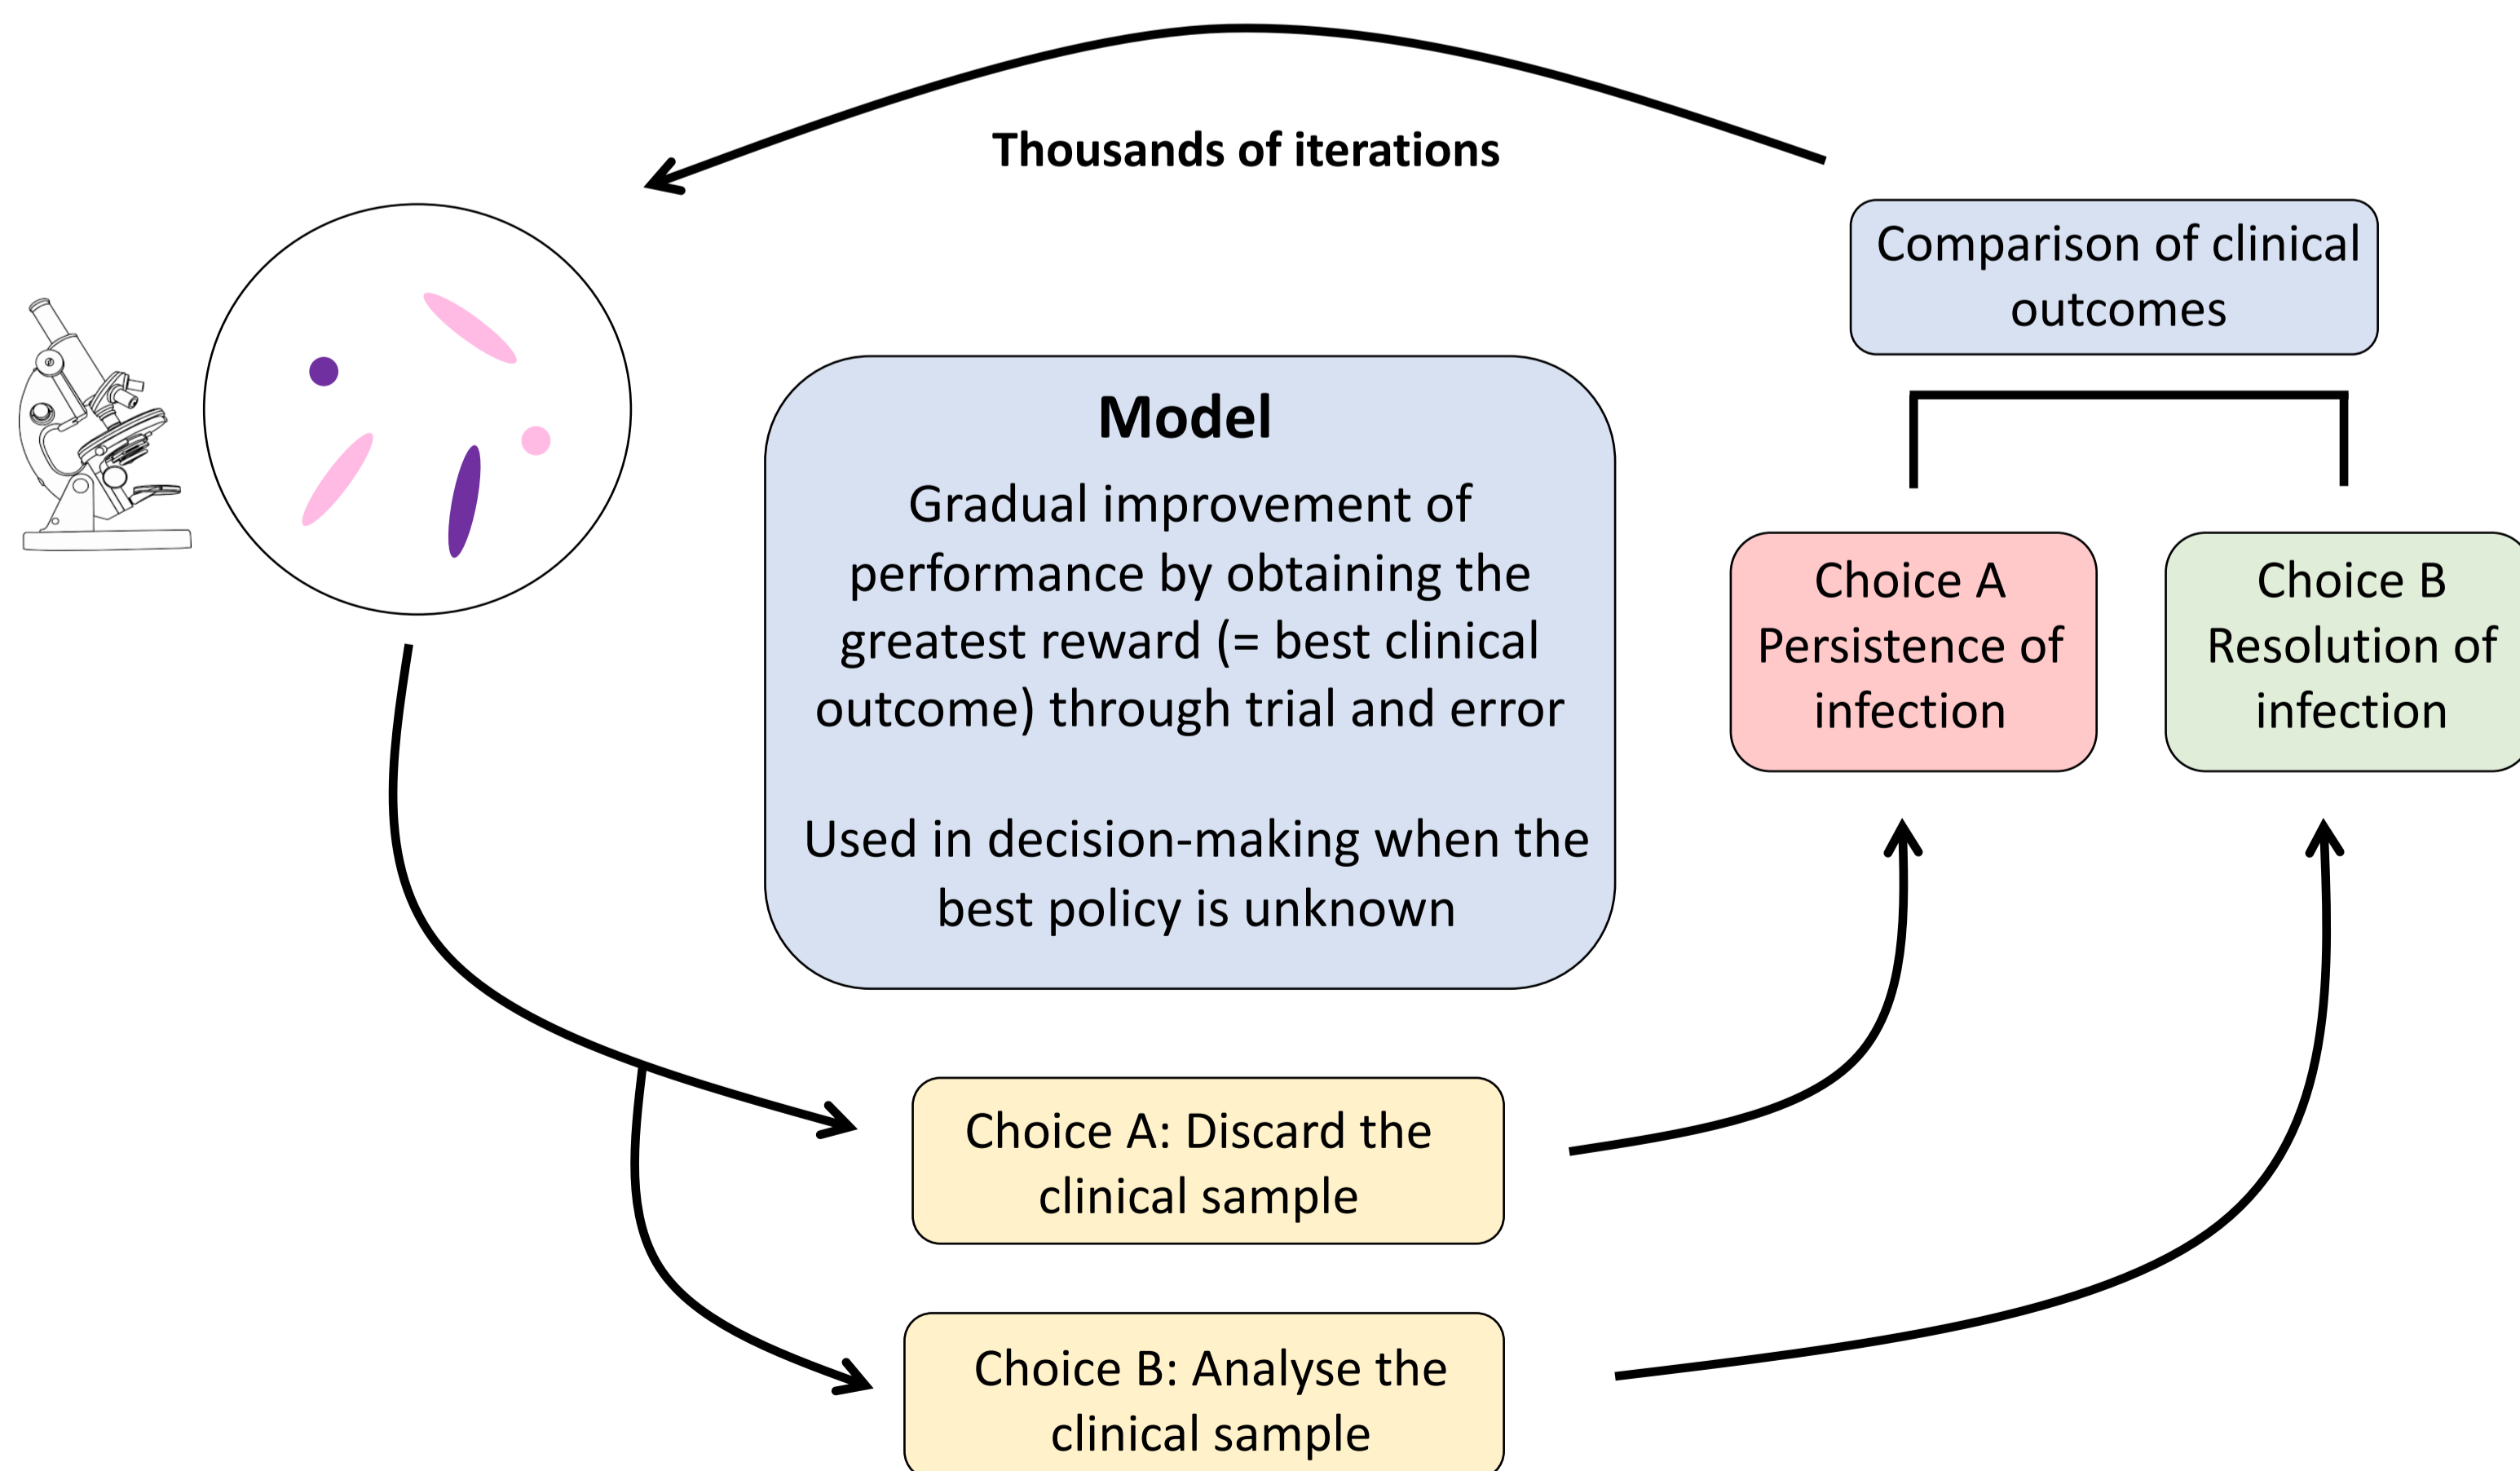 Thousands of iterations
Comparison of clinical
outcomes
Model
Gradual improvement of
performance by obtaining the
greatest reward (= best clinical
outcome) through trial and error
Used in decision-making when the
best policy is unknown
Choice A
Persistence of
infection
Choice B
Resolution of
infection
Choice A: Discard the
clinical sample
Choice B: Analyse the
clinical sample